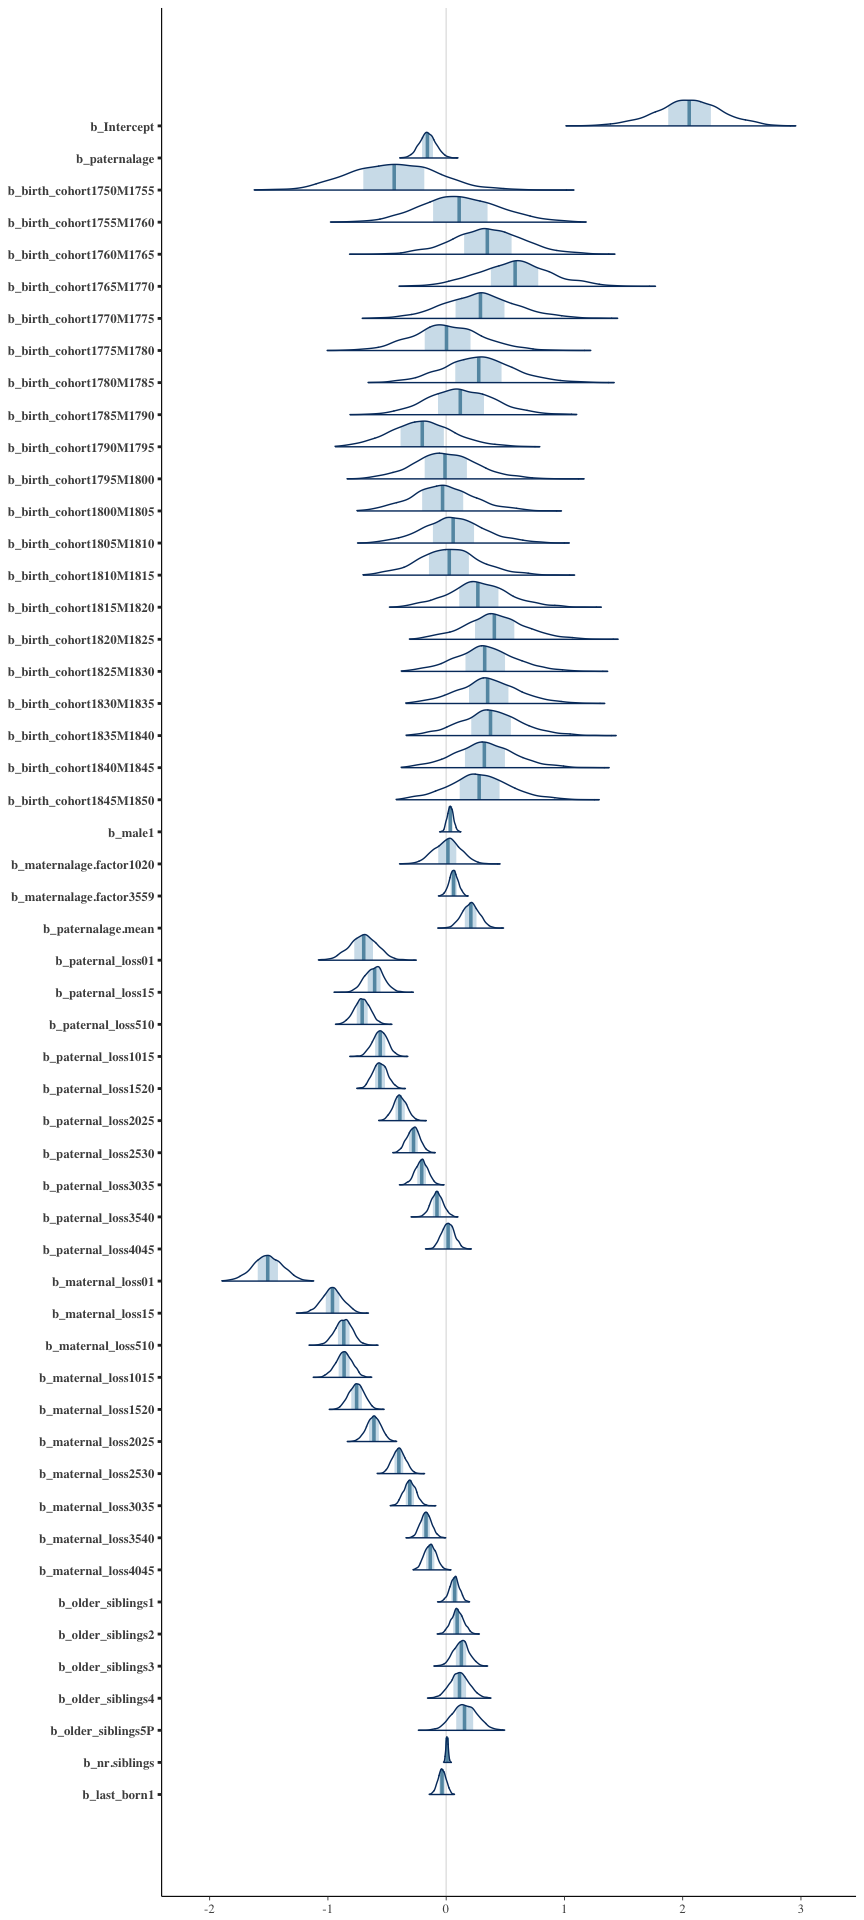 b_Intercept
b_paternalage
b_birth_cohort1750M1755
b_birth_cohort1755M1760
b_birth_cohort1760M1765
b_birth_cohort1765M1770
b_birth_cohort1770M1775
b_birth_cohort1775M1780
b_birth_cohort1780M1785
b_birth_cohort1785M1790
b_birth_cohort1790M1795
b_birth_cohort1795M1800
b_birth_cohort1800M1805
b_birth_cohort1805M1810
b_birth_cohort1810M1815
b_birth_cohort1815M1820
b_birth_cohort1820M1825
b_birth_cohort1825M1830
b_birth_cohort1830M1835
b_birth_cohort1835M1840
b_birth_cohort1840M1845
b_birth_cohort1845M1850
b_male1
b_maternalage.factor1020
b_maternalage.factor3559
b_paternalage.mean
b_paternal_loss01
b_paternal_loss15
b_paternal_loss510
b_paternal_loss1015
b_paternal_loss1520
b_paternal_loss2025
b_paternal_loss2530
b_paternal_loss3035
b_paternal_loss3540
b_paternal_loss4045
b_maternal_loss01
b_maternal_loss15
b_maternal_loss510
b_maternal_loss1015
b_maternal_loss1520
b_maternal_loss2025
b_maternal_loss2530
b_maternal_loss3035
b_maternal_loss3540
b_maternal_loss4045
b_older_siblings1
b_older_siblings2
b_older_siblings3
b_older_siblings4
b_older_siblings5P
b_nr.siblings
b_last_born1
-2 -1 0 1 2 3